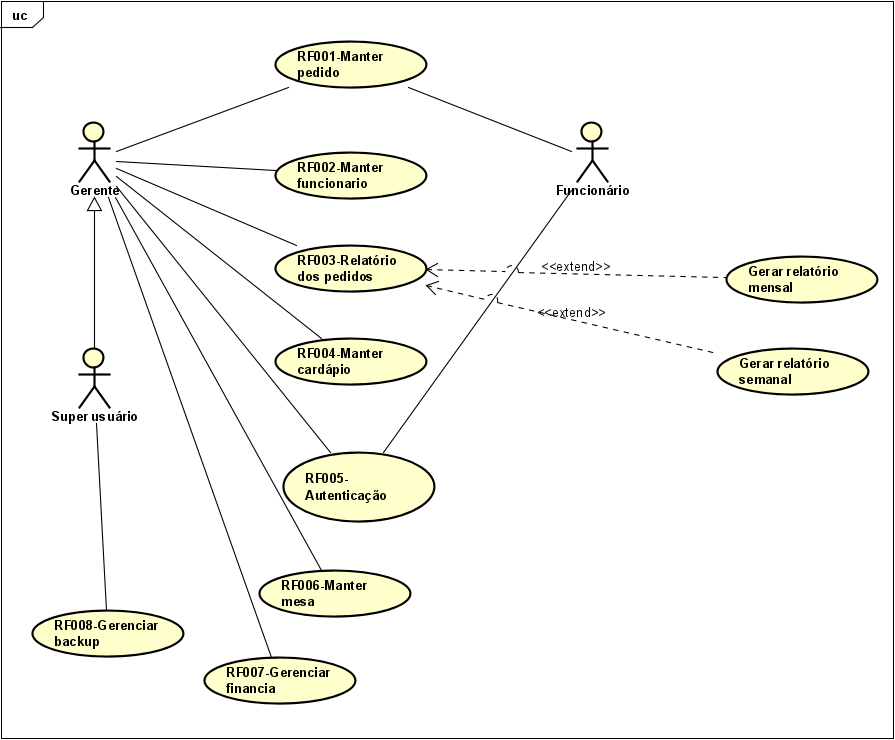 uc
RF001-Manter
pedido
Gerente
Funcionário
RF002-Manter
funcionario
RF003-Relatório
dos pedidos
<<extend>>
Gerar relatório
mensal
<<extend>>
RF004-Manter
cardápio
Gerar relatório
semanal
Super usuário
RF005-
Autenticação
RF006-Manter
mesa
RF008-Gerenciar
backup
RF007-Gerenciar
financia